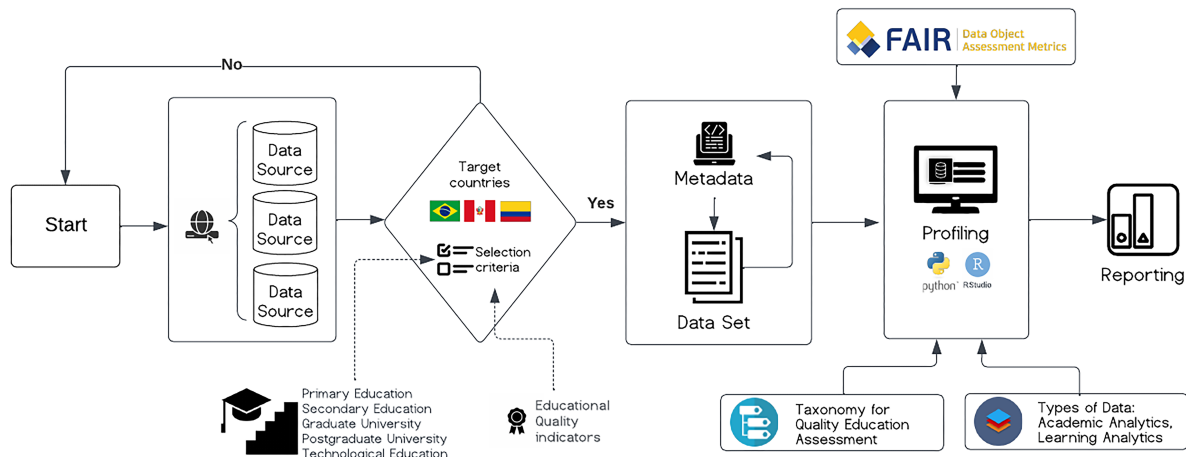 FAIR
Data Object
Assessment Metrics
No
Start
Data
Source
Data
Source
Data
Source
Target
countries
Selection
criteria
Yes
Metadata
Data Set
Profiling
python
RStudio
R
Reporting
Primary Education
Secondary Education
Graduate University
Postgraduate University
Technological Education
Educational
Quality
indicators
Taxonomy for
Quality Education
Assessment
Types of Data:
Academic Analytics,
Learning Analytics